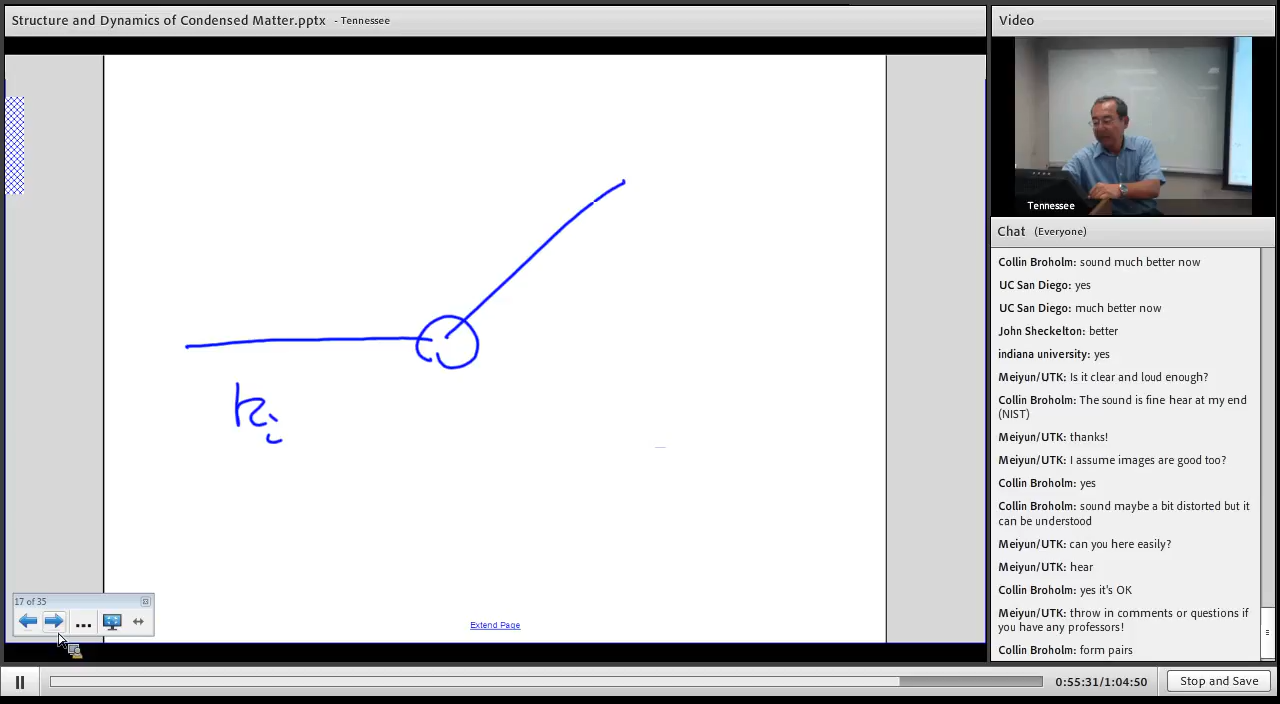 Structure and Dynamics of Condensed Matter.pptx - Tennessee
ki
17 of 35
...
Extend Page
Video
Tennessee
Chat (Everyone)
Collin Broholm: sound much better now
UC San Diego: yes
UC San Diego: much better now
John Sheckelton: better
indiana university: yes
Meiyun/UTK: Is it clear and loud enough?
Collin Broholm: The sound is fine hear at my end
(NIST)
Meiyun/UTK: thanks!
Meiyun/UTK: I assume images are good too?
Collin Broholm: yes
Collin Broholm: sound maybe a bit distorted but it
can be understood
Meiyun/UTK: can you here easily?
Meiyun/UTK: hear
Collin Broholm: yes it's OK
Meiyun/UTK: throw in comments or questions if
you have any professors!
Collin Broholm: form pairs
0:55:31/1:04:50
Stop and Save